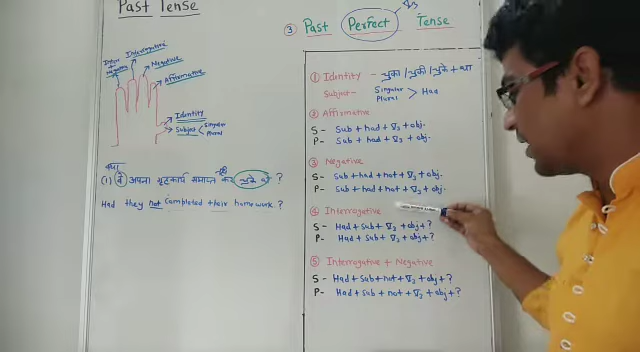 Past Tense
Interrogative
Negative
Affirmative
Identity
Subject
Singular
Plural
क्या
(1) वे अपना गृहकार्य समाप्त नहीं कर चुके थे ?
Had they not completed their homework ?
③ Past Perfect Tense
V3
① Identity - चुका / चुकी / चुके + था
Subject - Singular
Plural > Had
② Affirmative
S - Sub + had + V3 + obj.
P - Sub + had + V3 + obj.
③ Negative
S - Sub + had + not + V3 + obj.
P - Sub + had + not + V3 + obj.
④ Interrogative
S - Had + Sub + V3 + obj + ?
P - Had + Sub + V3 + obj + ?
⑤ Interrogative + Negative
S - Had + Sub + not + V3 + obj + ?
P - Had + Sub + not + V3 + obj + ?